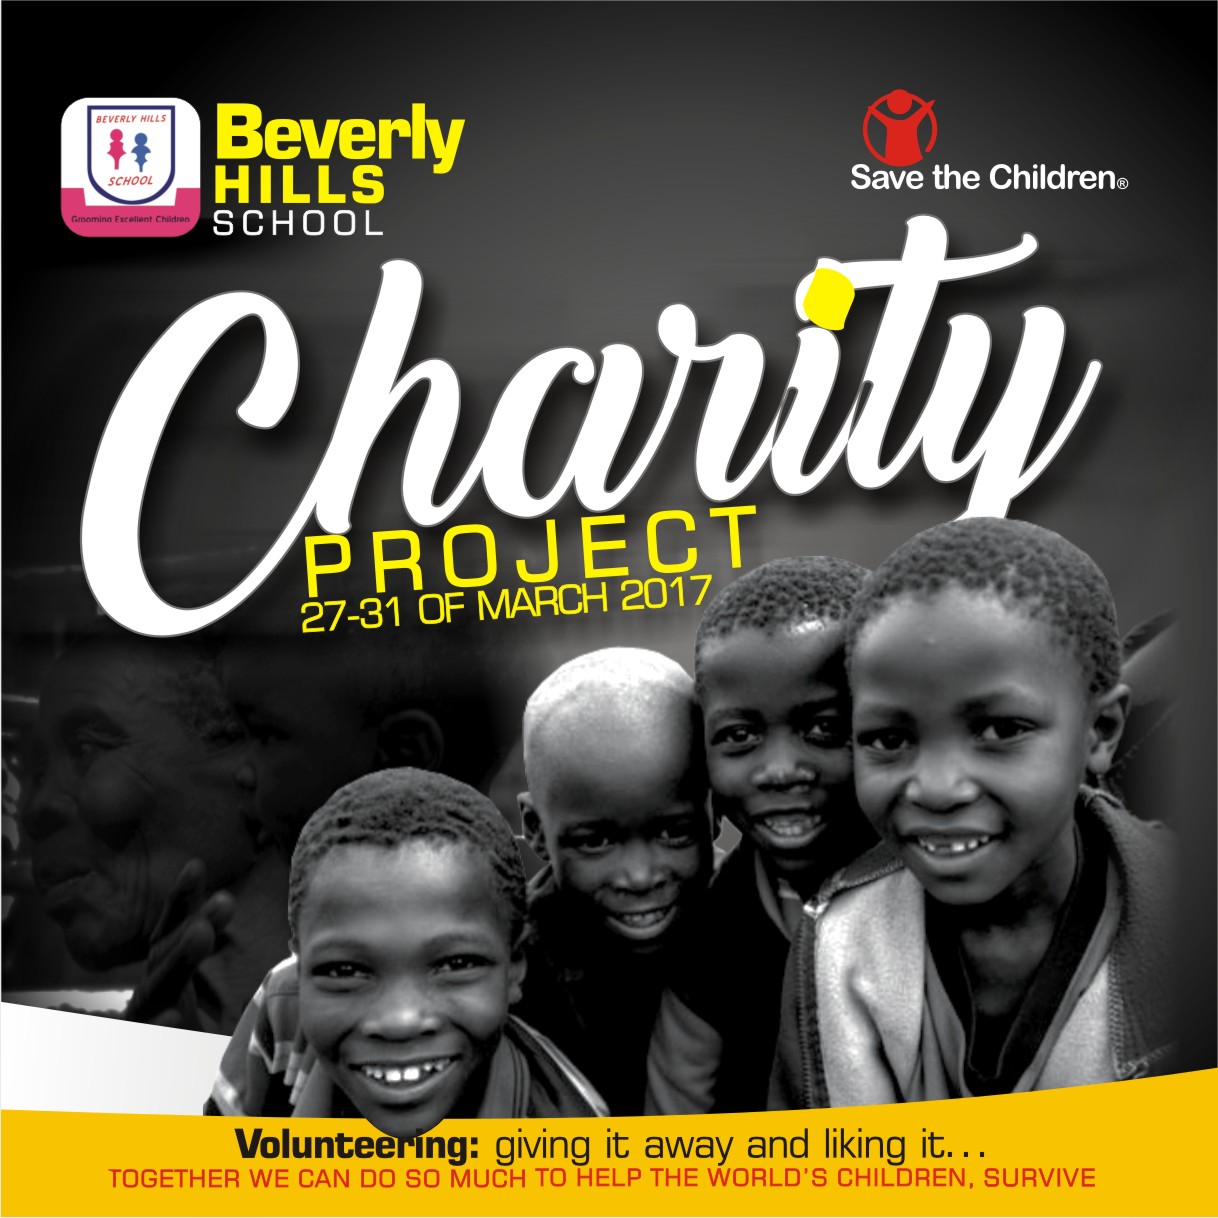 BEVERLY HILLS
SCHOOL
Grooming Excellent Children
Beverly
HILLS
SCHOOL
Save the Children®
Charity
PROJECT
27-31 OF MARCH 2017
Volunteering: giving it away and liking it...
TOGETHER WE CAN DO SO MUCH TO HELP THE WORLD'S CHILDREN, SURVIVE